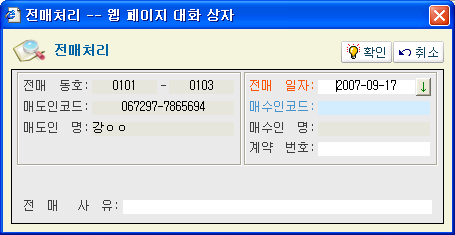 전매처리 -- 웹 페이지 대화 상자
전매처리
확인 취소
전매 동호: 0101 - 0103
매도인코드: 067297-7865694
매도인 명: 강ㅇㅇ
전매 일자: 2007-09-17
매수인코드:
매수인 명:
계약 번호:
전 매 사 유: